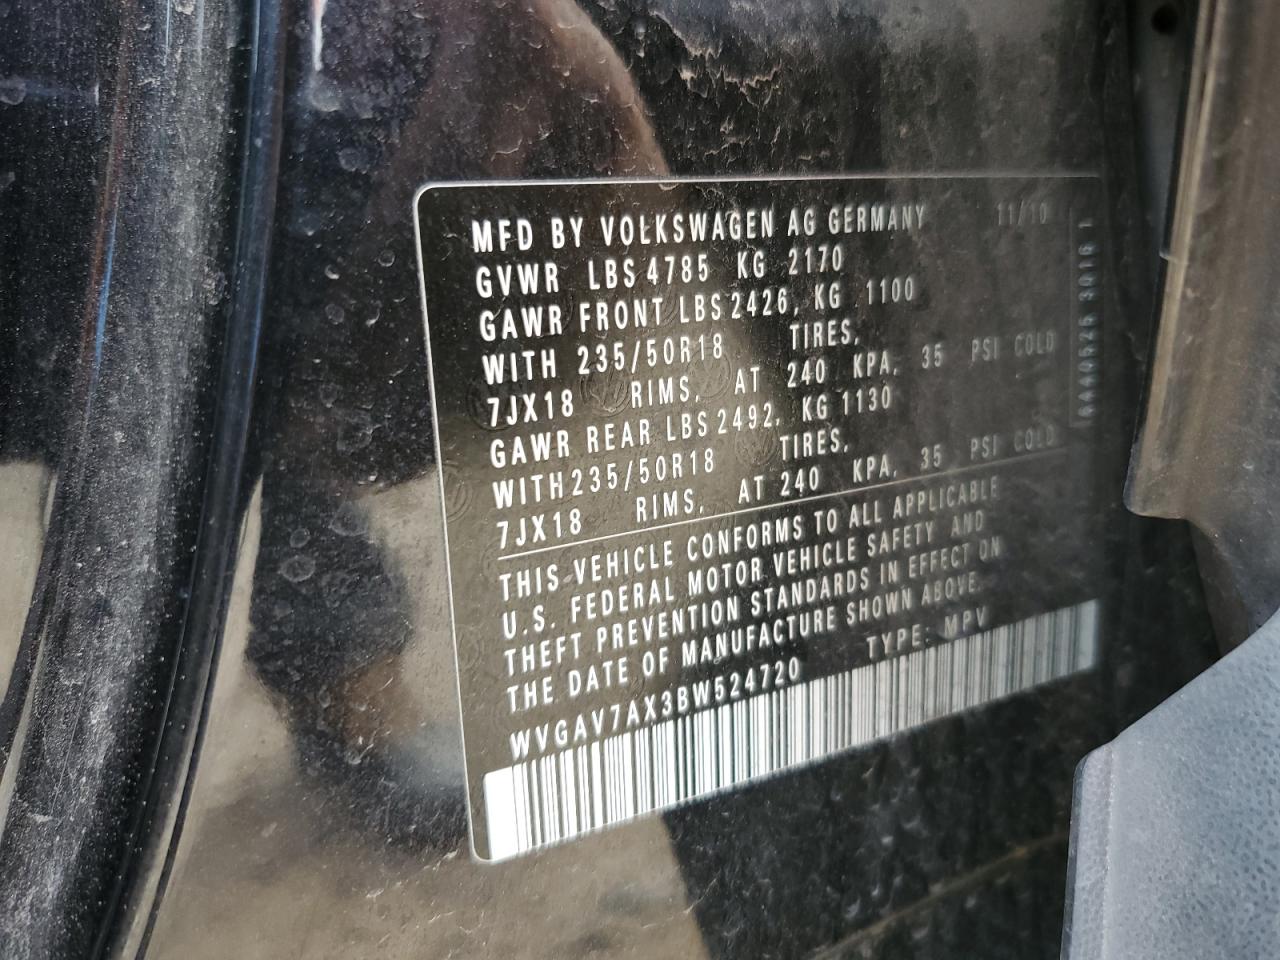 MFD BY VOLKSWAGEN AG GERMANY 11/10
GVWR LBS 4785 KG 2170
GAWR FRONT LBS 2426, KG 1100
WITH 235/50R18 TIRES,
7JX18 RIMS, AT 240 KPA, 35 PSI COLD
GAWR REAR LBS 2492, KG 1130
WITH 235/50R18 TIRES,
7JX18 RIMS, AT 240 KPA, 35 PSI COLD
THIS VEHICLE CONFORMS TO ALL APPLICABLE
U.S. FEDERAL MOTOR VEHICLE SAFETY AND
THEFT PREVENTION STANDARDS IN EFFECT ON
THE DATE OF MANUFACTURE SHOWN ABOVE.
WVGAV7AX3BW524720 TYPE: MPV